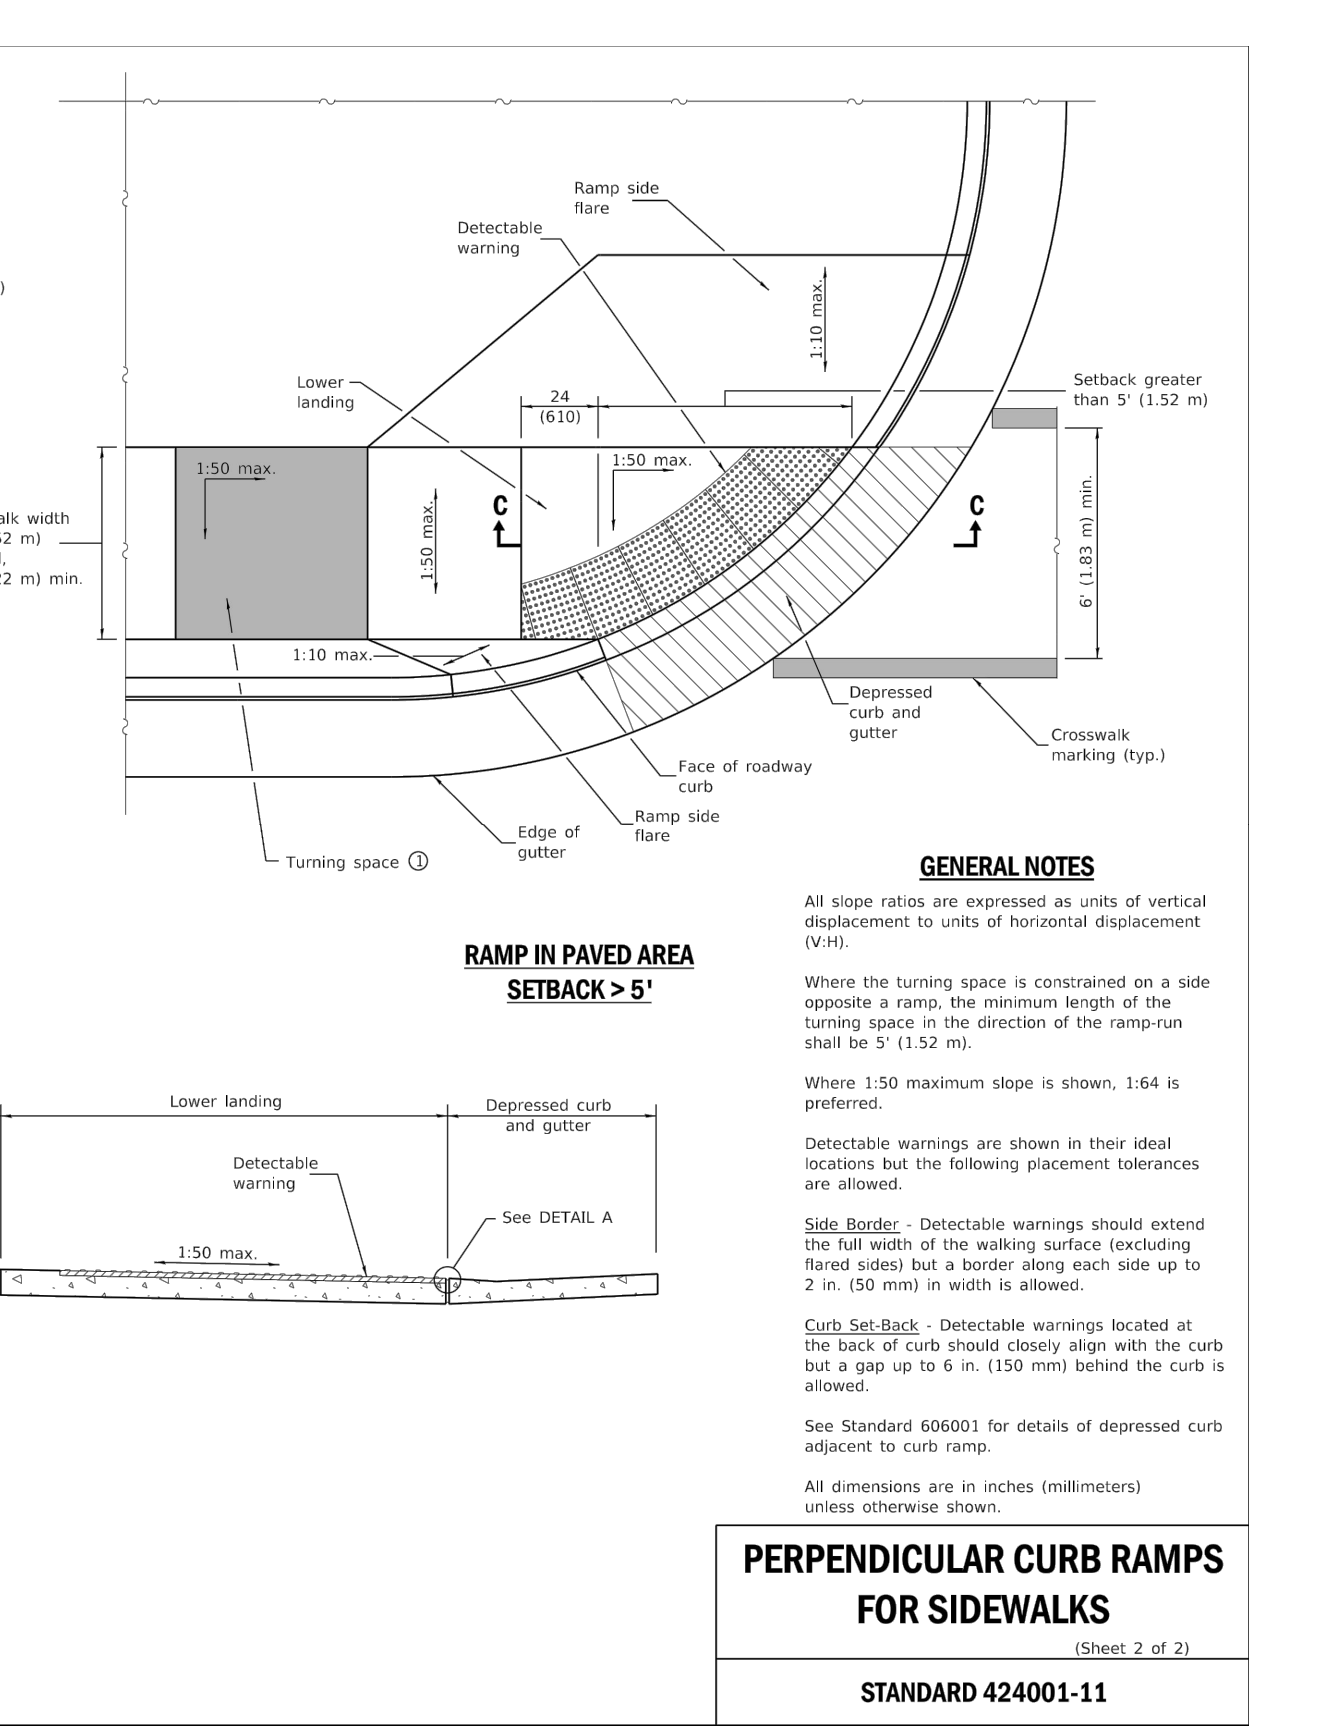 Ramp side
flare
Detectable
warning
)
1:10 max.
Lower
landing
24
(610)
Setback greater
than 5' (1.52 m)
1:50 max.
1:50 max.
C
C
1:50 max.
6' (1.83 m) min.
alk width
52 m)
,
22 m) min.
1:10 max.
Depressed
curb and
gutter
Crosswalk
marking (typ.)
Face of roadway
curb
Ramp side
flare
Edge of
gutter
Turning space ①
RAMP IN PAVED AREA
SETBACK > 5'
Lower landing
Depressed curb
and gutter
Detectable
warning
See DETAIL A
1:50 max.
GENERAL NOTES
All slope ratios are expressed as units of vertical
displacement to units of horizontal displacement
(V:H).
Where the turning space is constrained on a side
opposite a ramp, the minimum length of the
turning space in the direction of the ramp-run
shall be 5' (1.52 m).
Where 1:50 maximum slope is shown, 1:64 is
preferred.
Detectable warnings are shown in their ideal
locations but the following placement tolerances
are allowed.
Side Border - Detectable warnings should extend
the full width of the walking surface (excluding
flared sides) but a border along each side up to
2 in. (50 mm) in width is allowed.
Curb Set-Back - Detectable warnings located at
the back of curb should closely align with the curb
but a gap up to 6 in. (150 mm) behind the curb is
allowed.
See Standard 606001 for details of depressed curb
adjacent to curb ramp.
All dimensions are in inches (millimeters)
unless otherwise shown.
PERPENDICULAR CURB RAMPS
FOR SIDEWALKS
(Sheet 2 of 2)
STANDARD 424001-11